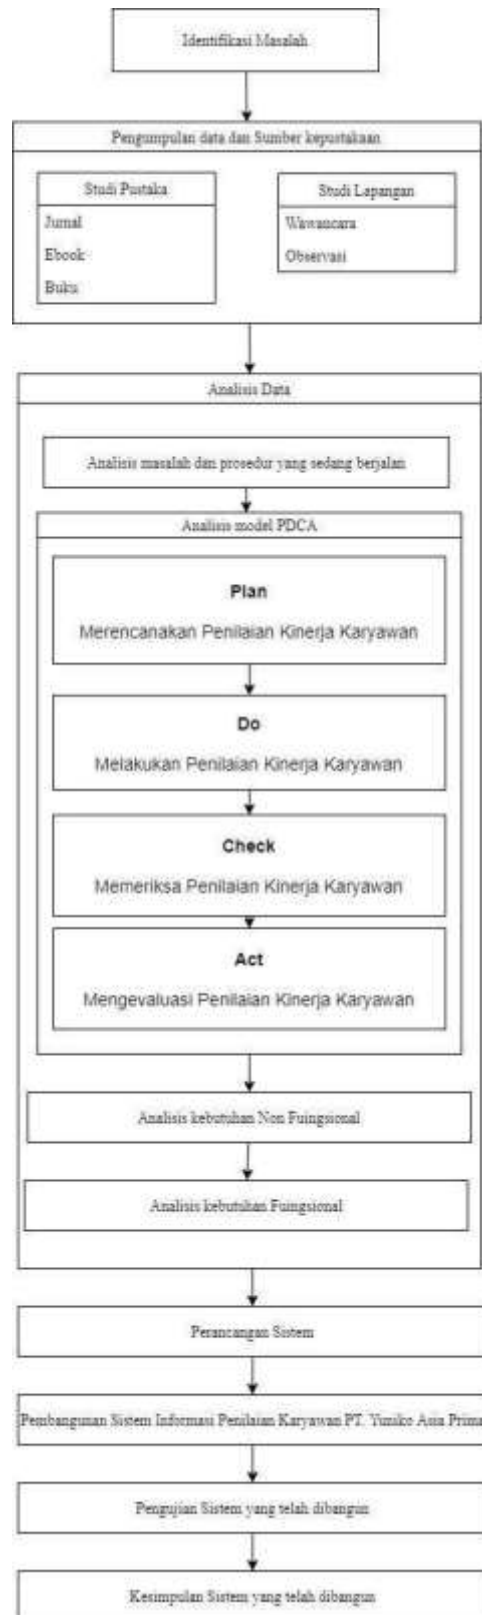 Identifikasi Masalah
Pengumpulan data dan Sumber kepustakaan
Studi Pustaka
Jurnal
Ebook
Buku
Studi Lapangan
Wawancara
Observasi
Analisis Data
Analisis masalah dan prosedur yang sedang berjalan
Analisis model PDCA
Plan
Merencanakan Penilaian Kinerja Karyawan
Do
Melakukan Penilaian Kinerja Karyawan
Check
Memeriksa Penilaian Kinerja Karyawan
Act
Mengevaluasi Penilaian Kinerja Karyawan
Analisis kebutuhan Non Fuingsional
Analisis kebutuhan Fuingsional
Perancangan Sistem
Pembangunan Sistem Informasi Penilaian Karyawan PT. Yuniko Asia Prima
Pengujian Sistem yang telah dibangun
Kesimpulan Sistem yang telah dibangun